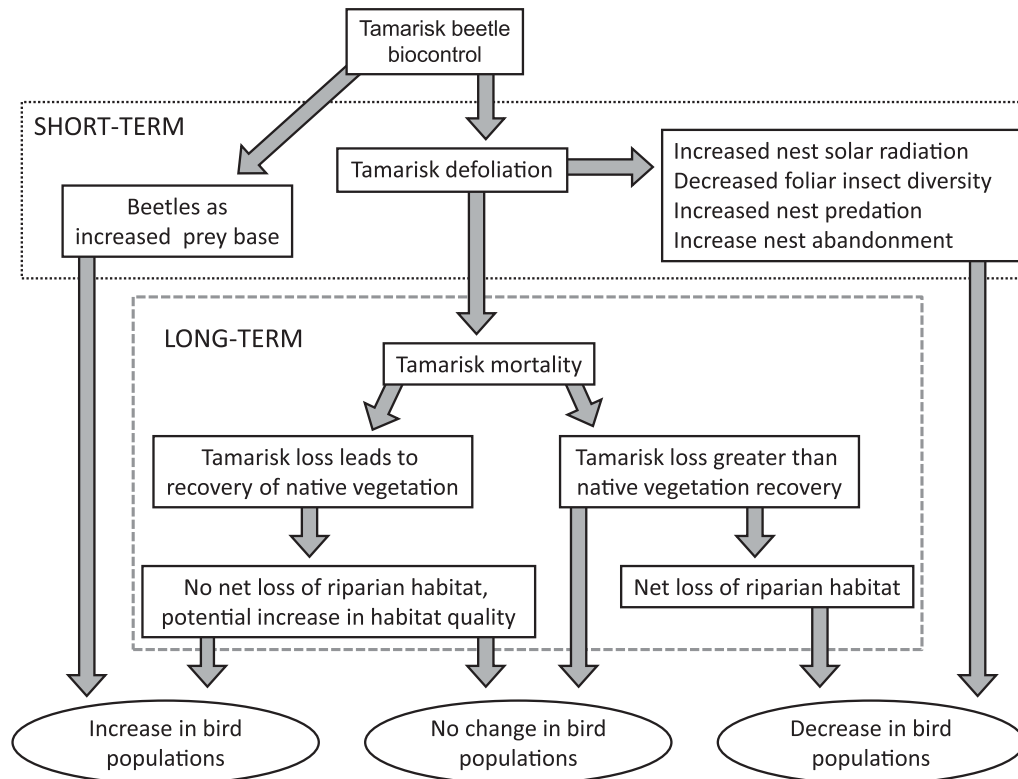 Tamarisk beetle
biocontrol
SHORT-TERM
Tamarisk defoliation
Increased nest solar radiation
Decreased foliar insect diversity
Increased nest predation
Increase nest abandonment
Beetles as
increased prey base
LONG-TERM
Tamarisk mortality
Tamarisk loss leads to
recovery of native vegetation
Tamarisk loss greater than
native vegetation recovery
No net loss of riparian habitat,
potential increase in habitat quality
Net loss of riparian habitat
Increase in bird
populations
No change in bird
populations
Decrease in bird
populations